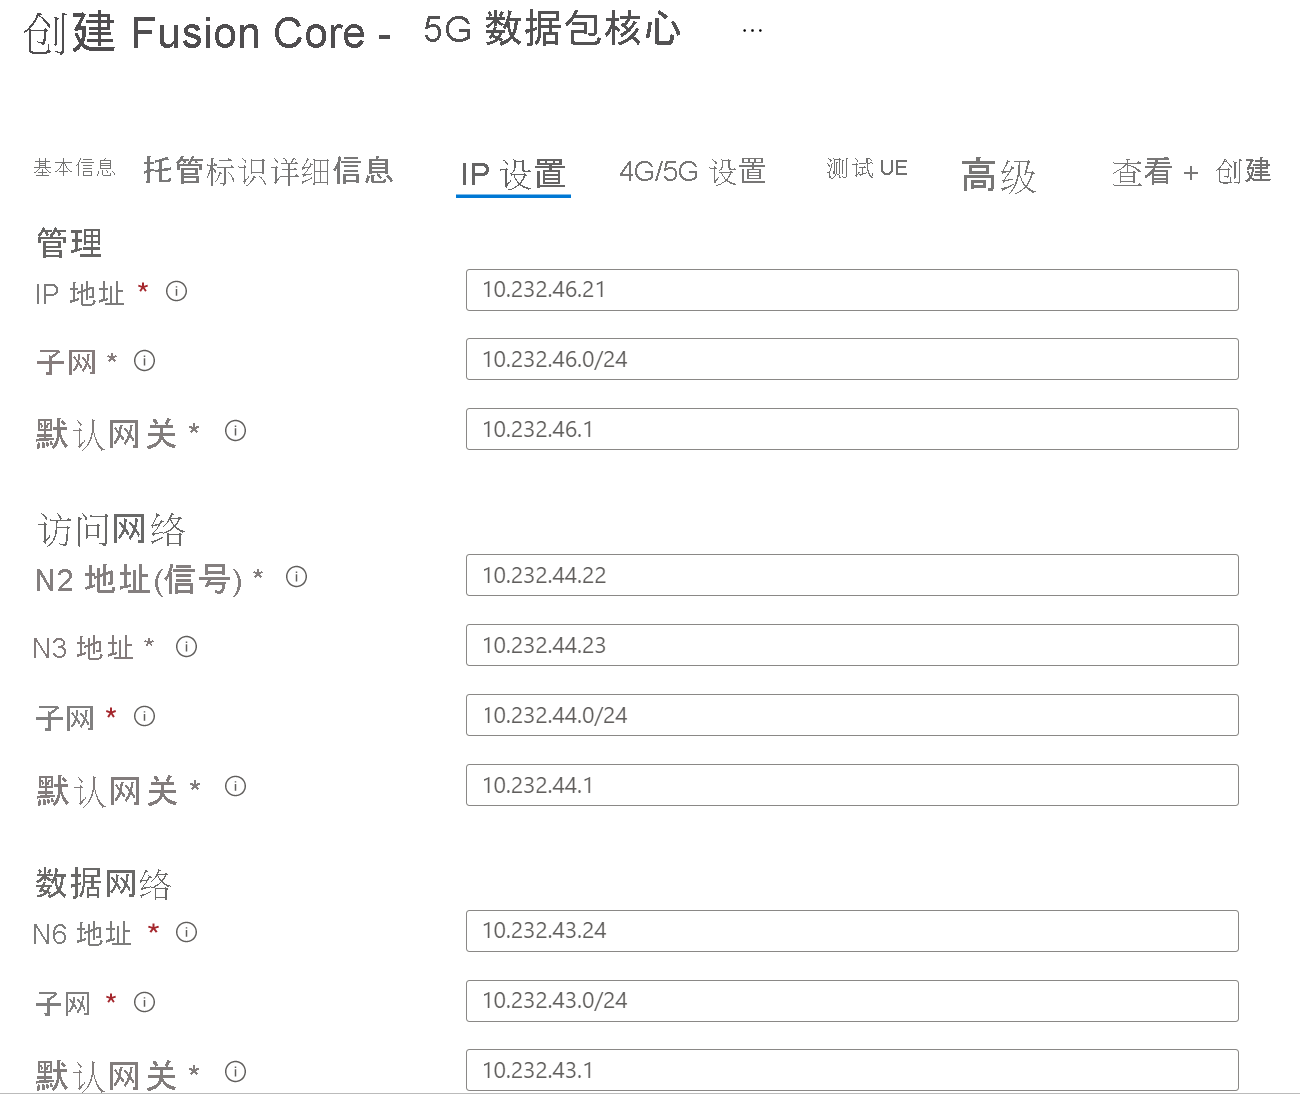 创建 Fusion Core - 5G 数据包核心 ...
基本信息 托管标识详细信息 IP 设置 4G/5G 设置 测试 UE 高级 查看 + 创建
管理
IP 地址 * 10.232.46.21
子网 * 10.232.46.0/24
默认网关 * 10.232.46.1
访问网络
N2 地址(信号) * 10.232.44.22
N3 地址 * 10.232.44.23
子网 * 10.232.44.0/24
默认网关 * 10.232.44.1
数据网络
N6 地址 * 10.232.43.24
子网 * 10.232.43.0/24
默认网关 * 10.232.43.1